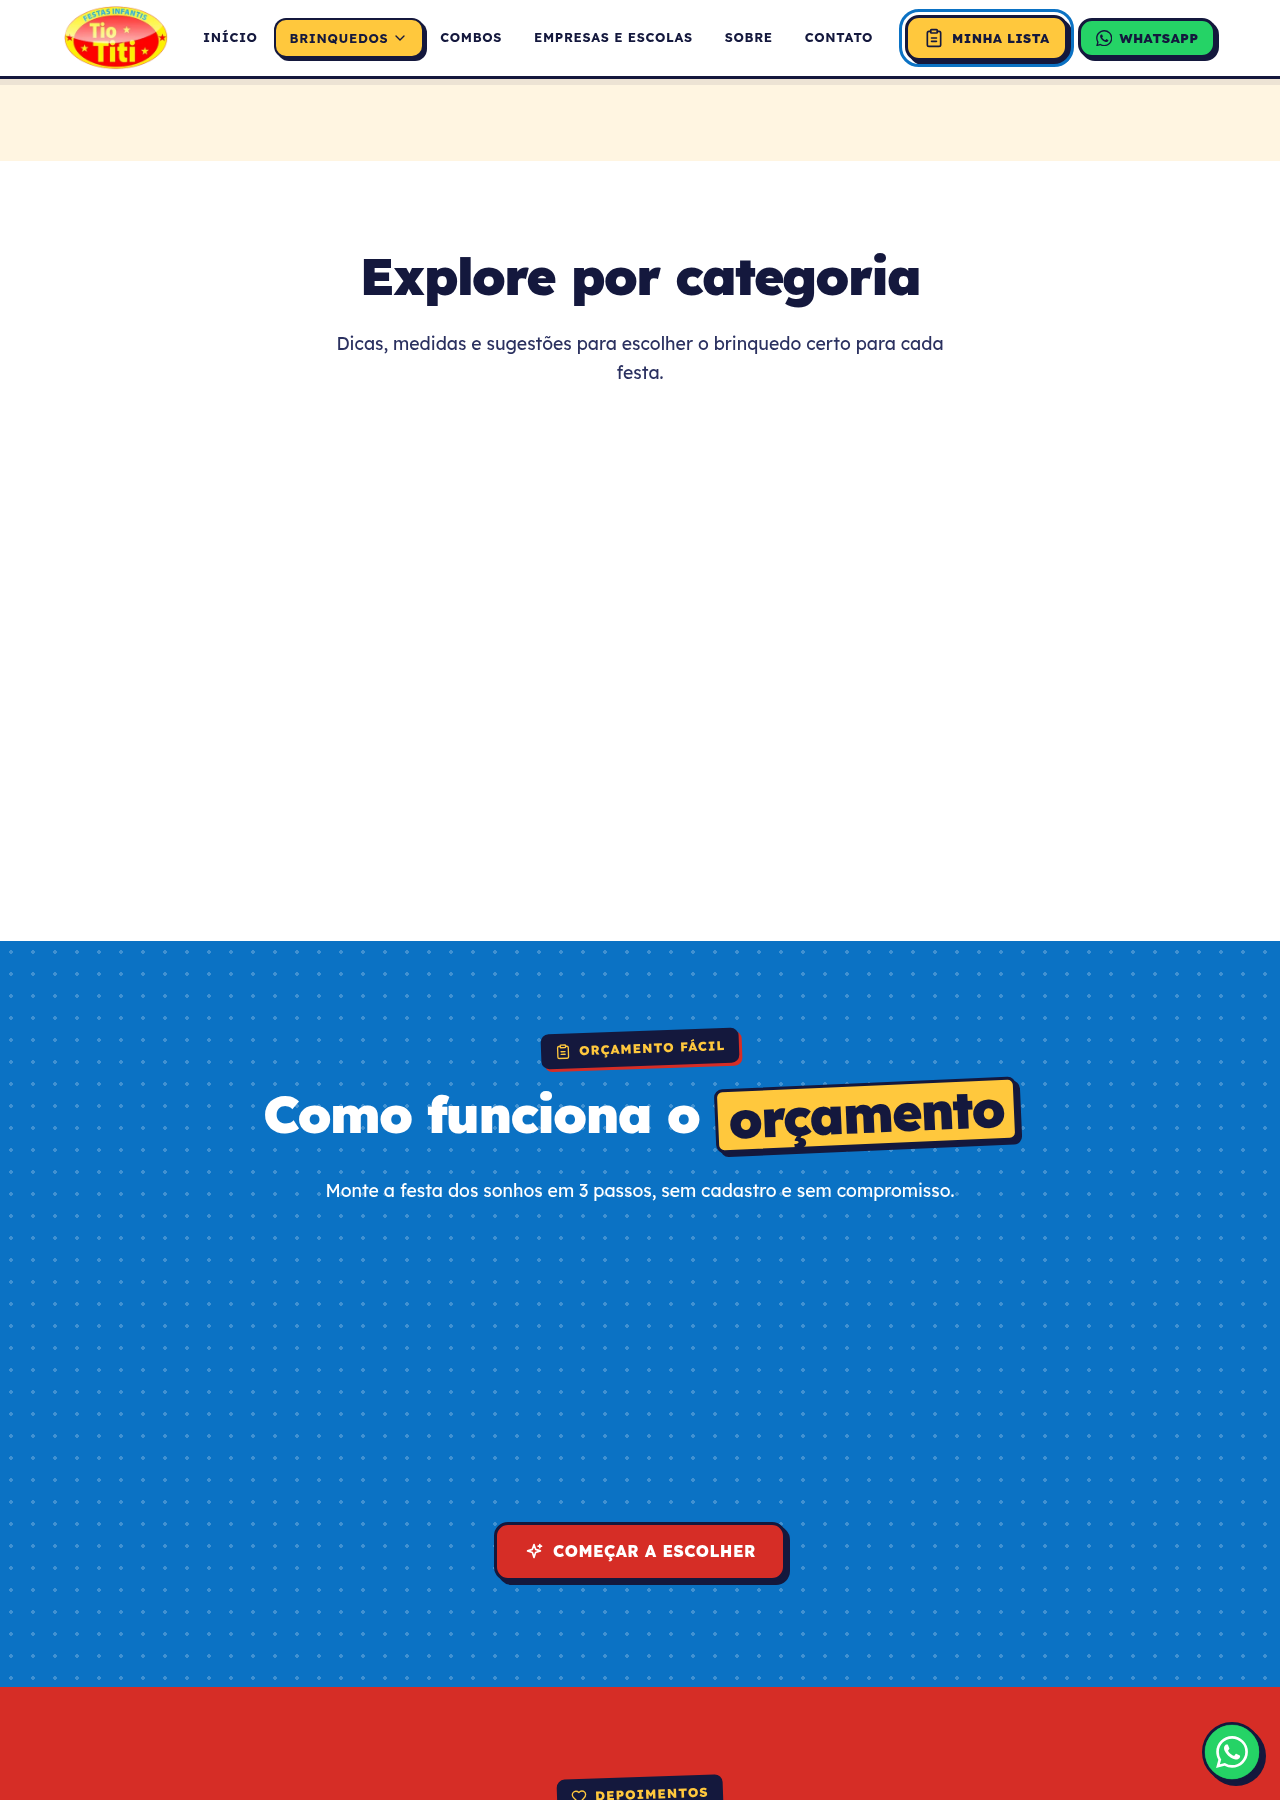 FESTAS INFANTIS
Tio
Titi
INÍCIO
BRINQUEDOS
COMBOS
EMPRESAS E ESCOLAS
SOBRE
CONTATO
MINHA LISTA
WHATSAPP
Explore por categoria
Dicas, medidas e sugestões para escolher o brinquedo certo para cada
festa.
ORÇAMENTO FÁCIL
Como funciona o orçamento
Monte a festa dos sonhos em 3 passos, sem cadastro e sem compromisso.
COMEÇAR A ESCOLHER
DEPOIMENTOS